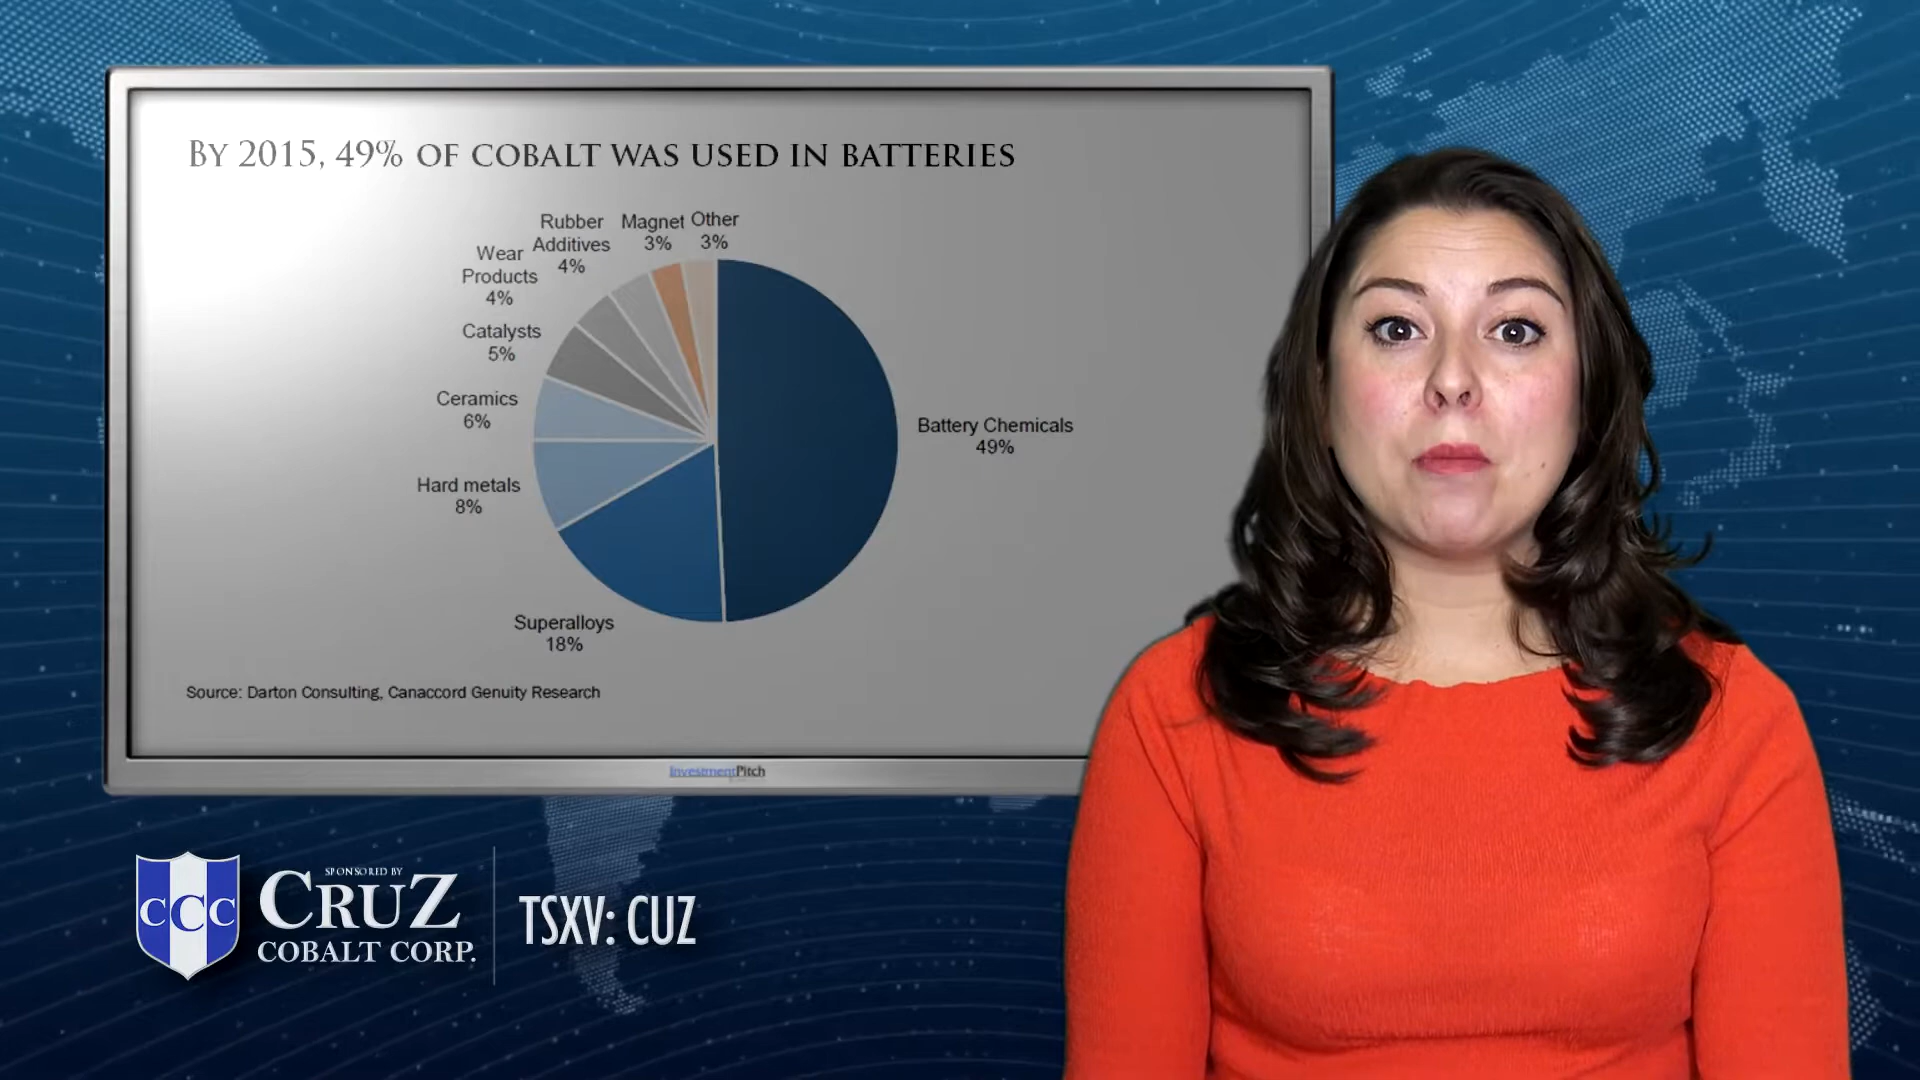 BY 2015, 49% OF COBALT WAS USED IN BATTERIES
Rubber
Additives
4%
Magnet
3%
Other
3%
Wear
Products
4%
Catalysts
5%
Ceramics
6%
Hard metals
8%
Superalloys
18%
Battery Chemicals
49%
Source: Darton Consulting, Canaccord Genuity Research
InvestmentPitch
SPONSORED BY
CCC
CRUZ
COBALT CORP.
TSXV: CUZ